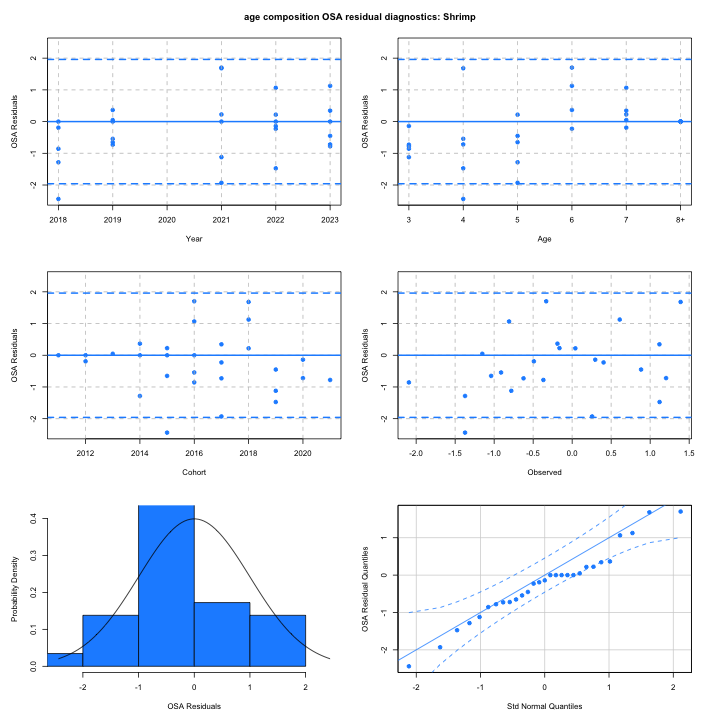 age composition OSA residual diagnostics: Shrimp
OSA Residuals
2
1
0
-1
-2
2018 2019 2020 2021 2022 2023
Year
OSA Residuals
2
1
0
-1
-2
3 4 5 6 7 8+
Age
OSA Residuals
2
1
0
-1
-2
2012 2014 2016 2018 2020
Cohort
OSA Residuals
2
1
0
-1
-2
-2.0 -1.5 -1.0 -0.5 0.0 0.5 1.0 1.5
Observed
Probability Density
0.4
0.3
0.2
0.1
0.0
-2 -1 0 1 2
OSA Residuals
OSA Residual Quantiles
1
0
-1
-2
-2 -1 0 1 2
Std Normal Quantiles